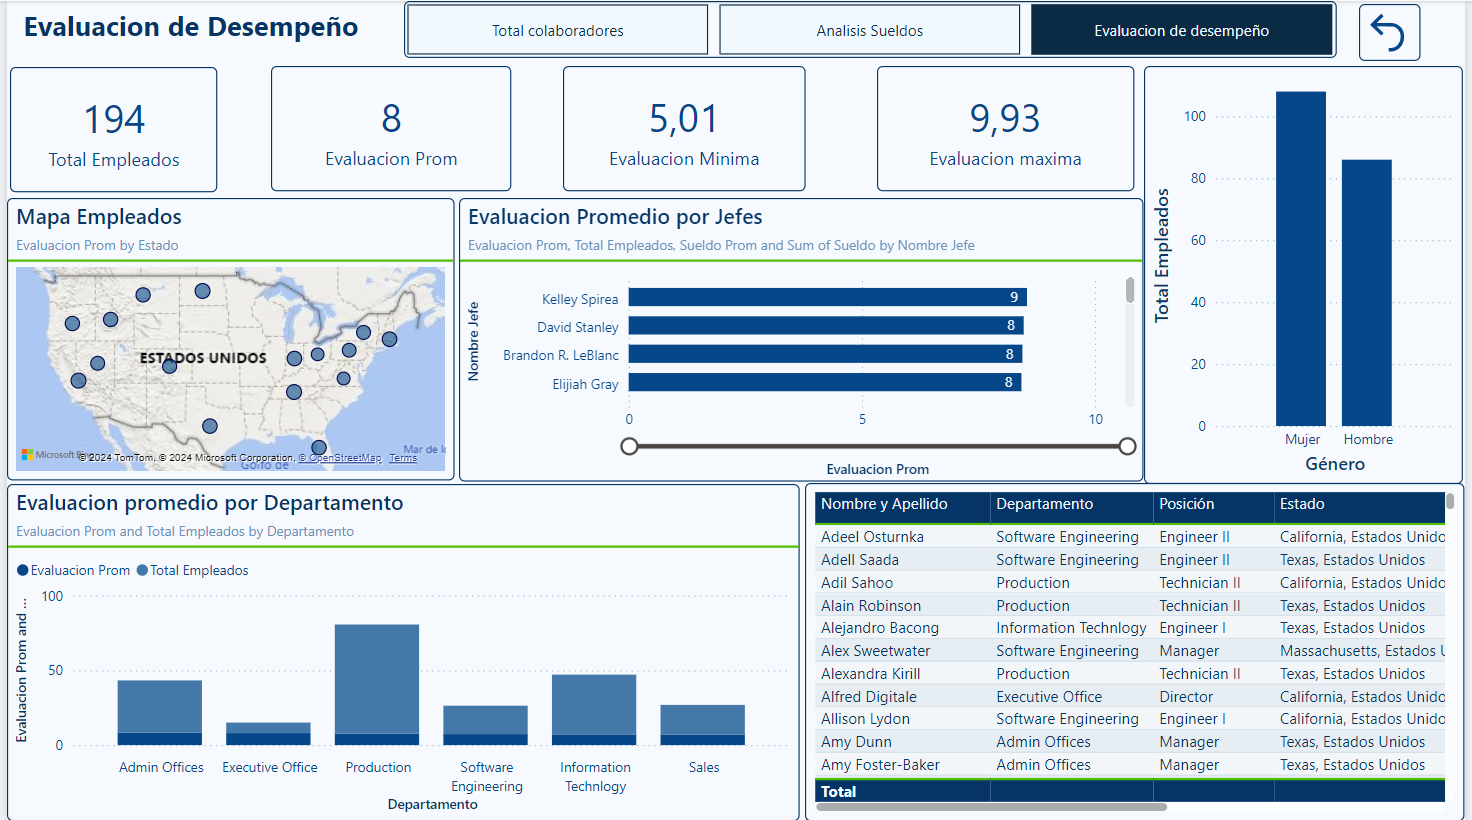 Evaluacion de Desempeño
Total colaboradores
Analisis Sueldos
Evaluacion de desempeño
194
Total Empleados
8
Evaluacion Prom
5,01
Evaluacion Minima
9,93
Evaluacion maxima
Mapa Empleados
Evaluacion Prom by Estado
ESTADOS UNIDOS
Microsoft
© 2024 TomTom, © 2024 Microsoft Corporation, © OpenStreetMap Terms
Golfo de
Mar de
Evaluacion Promedio por Jefes
Evaluacion Prom, Total Empleados, Sueldo Prom and Sum of Sueldo by Nombre Jefe
Nombre Jefe
Kelley Spirea 9
David Stanley 8
Brandon R. LeBlanc 8
Elijiah Gray 8
0 5 10
Evaluacion Prom
Total Empleados
100
80
60
40
20
0
Mujer Hombre
Género
Evaluacion promedio por Departamento
Evaluacion Prom and Total Empleados by Departamento
Evaluacion Prom Total Empleados
Evaluacion Prom and ...
100
50
0
Admin Offices Executive Office Production Software Engineering Information Technlogy Sales
Departamento
Nombre y Apellido Departamento Posición Estado
Adeel Osturnka Software Engineering Engineer II California, Estados Unido
Adell Saada Software Engineering Engineer II Texas, Estados Unidos
Adil Sahoo Production Technician II California, Estados Unido
Alain Robinson Production Technician II Texas, Estados Unidos
Alejandro Bacong Information Technlogy Engineer I Texas, Estados Unidos
Alex Sweetwater Software Engineering Manager Massachusetts, Estados U
Alexandra Kirill Production Technician II Texas, Estados Unidos
Alfred Digitale Executive Office Director California, Estados Unido
Allison Lydon Software Engineering Engineer I California, Estados Unido
Amy Dunn Admin Offices Manager Texas, Estados Unidos
Amy Foster-Baker Admin Offices Manager Texas, Estados Unidos
Total